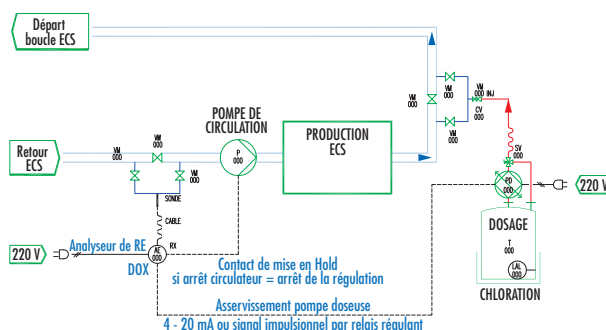 Départ
boucle ECS
VM
000
VM
000
VM
000 INJ
CV
000
VM
000
POMPE DE
CIRCULATION
PRODUCTION
ECS
P
000
Retour
ECS
VM
000
VM
000
VM
000
SONDE
CABLE
SV
000
PD
000
220 V
DOSAGE
T
000
LAL
000
CHLORATION
220 V
Analyseur de RE
AE
000
RX
DOX
Contact de mise en Hold
si arrêt circulateur = arrêt de la régulation
Asservissement pompe doseuse
4 - 20 mA ou signal impulsionnel par relais régulant